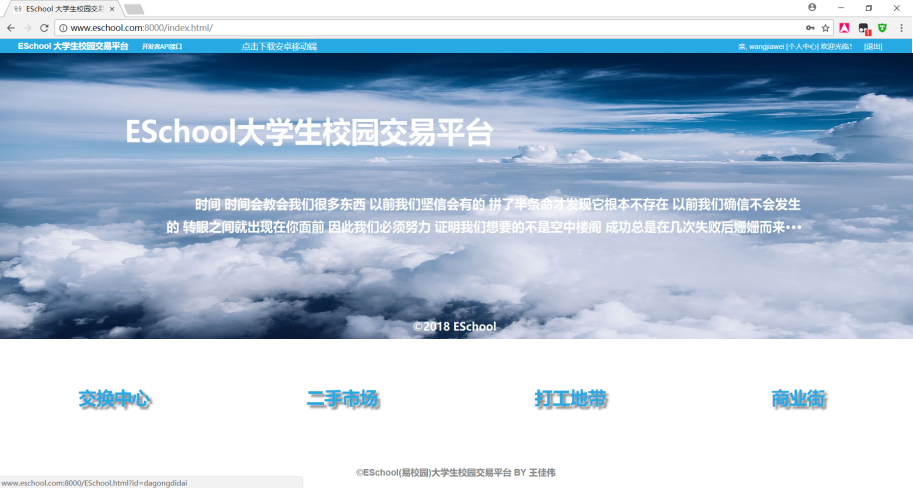 ESchool 大学生校园交易
www.eschool.com:8000/index.html/
ESchool 大学生校园交易平台 开发者API接口 点击下载安卓移动端 亲, wangjiawei [个人中心] 欢迎光临! [退出]
ESchool大学生校园交易平台
时间 时间会教会我们很多东西 以前我们坚信会有的 拼了半条命才发现它根本不存在 以前我们确信不会发生
的 转眼之间就出现在你面前 因此我们必须努力 证明我们想要的不是空中楼阁 成功总是在几次失败后姗姗而来•••
©2018 ESchool
交换中心 二手市场 打工地带 商业街
©ESchool(易校园)大学生校园交易平台 BY 王佳伟
www.eschool.com:8000/ESchool.html?id=dagongdidai